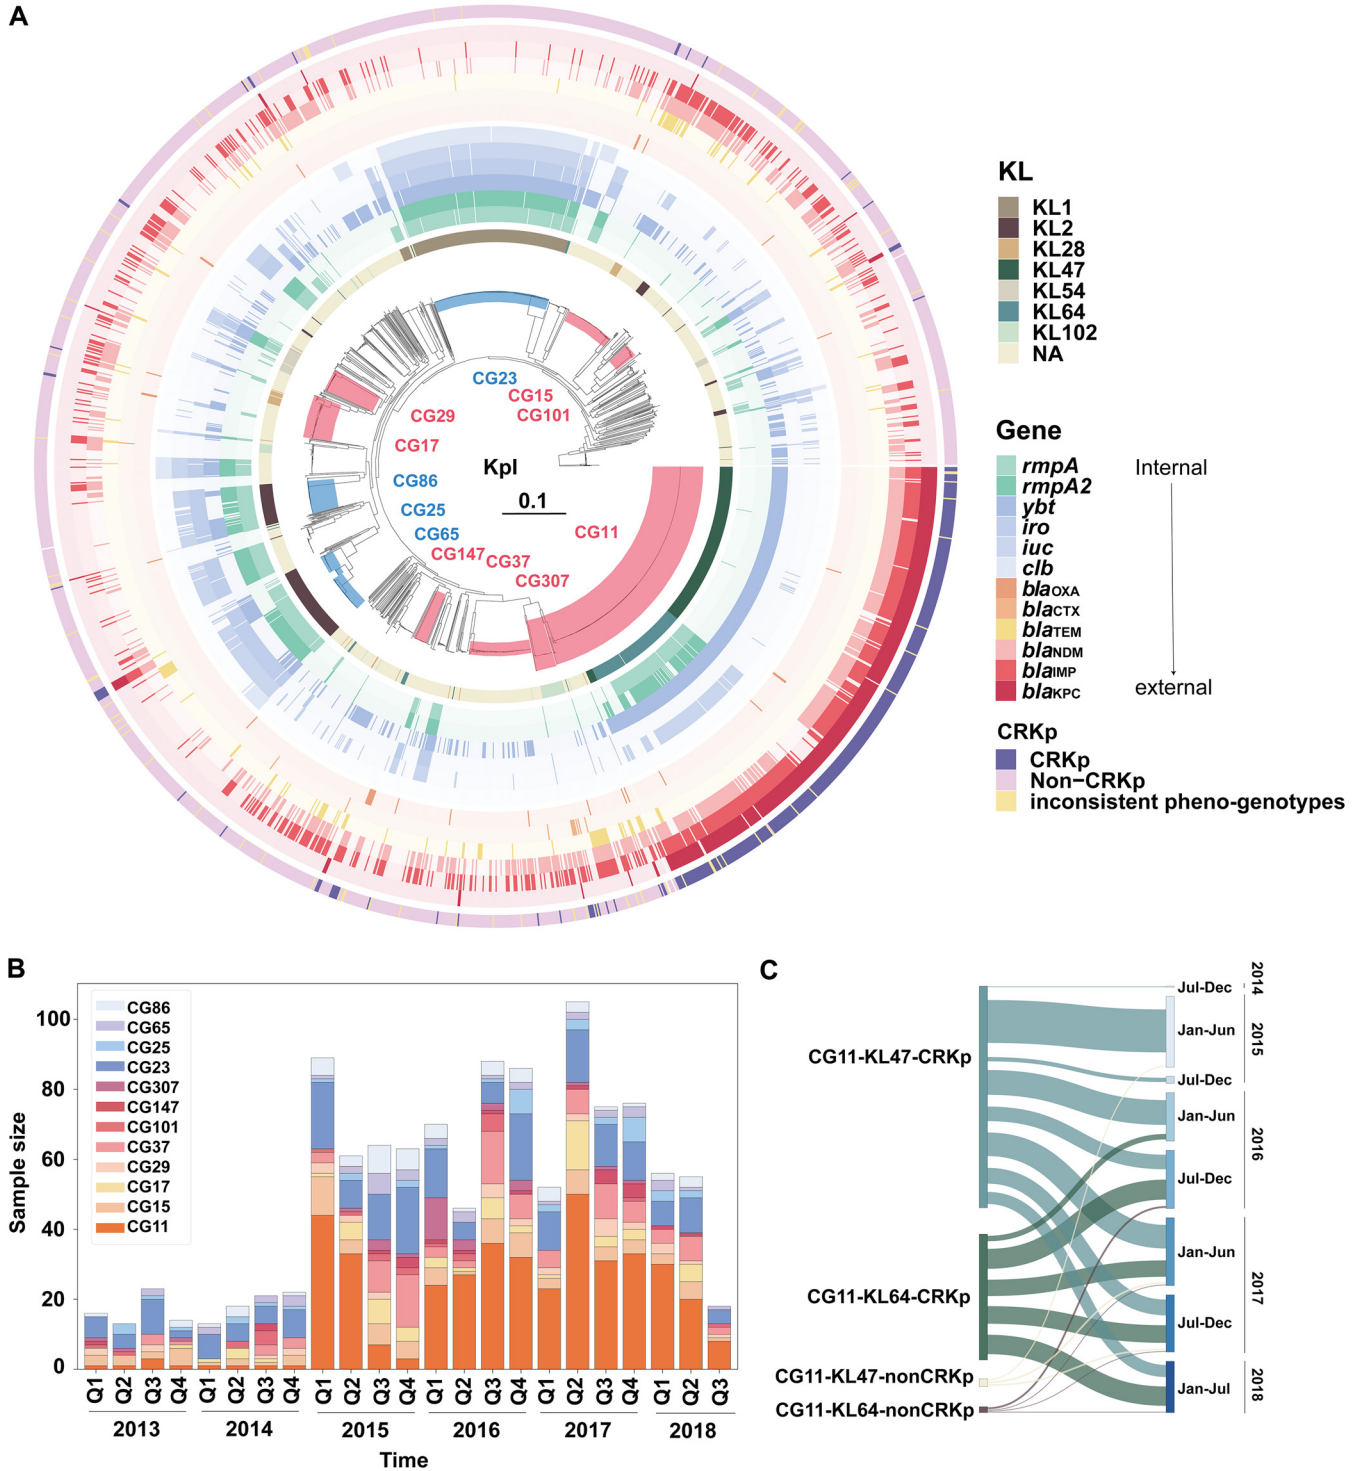 A
KL
KL1
KL2
KL28
KL47
KL54
KL64
KL102
NA
CG23
CG15
CG101
CG29
CG17
KpI
CG86
0.1
CG25
CG65
CG11
CG147
CG37
CG307
Gene
rmpA
rmpA2
ybt
iro
iuc
clb
blaOXA
blaCTX
blaTEM
blaNDM
blaIMP
blaKPC
Internal
external
CRKp
CRKp
Non−CRKp
inconsistent pheno-genotypes
B
Sample size
100
80
60
40
20
0
CG86
CG65
CG25
CG23
CG307
CG147
CG101
CG37
CG29
CG17
CG15
CG11
Q1 Q2 Q3 Q4 Q1 Q2 Q3 Q4 Q1 Q2 Q3 Q4 Q1 Q2 Q3 Q4 Q1 Q2 Q3 Q4 Q1 Q2 Q3
2013 2014 2015 2016 2017 2018
Time
C
CG11-KL47-CRKp
CG11-KL64-CRKp
CG11-KL47-nonCRKp
CG11-KL64-nonCRKp
Jul-Dec
Jan-Jun
Jul-Dec
Jan-Jun
Jul-Dec
Jan-Jun
Jul-Dec
Jan-Jul
2014
2015
2016
2017
2018